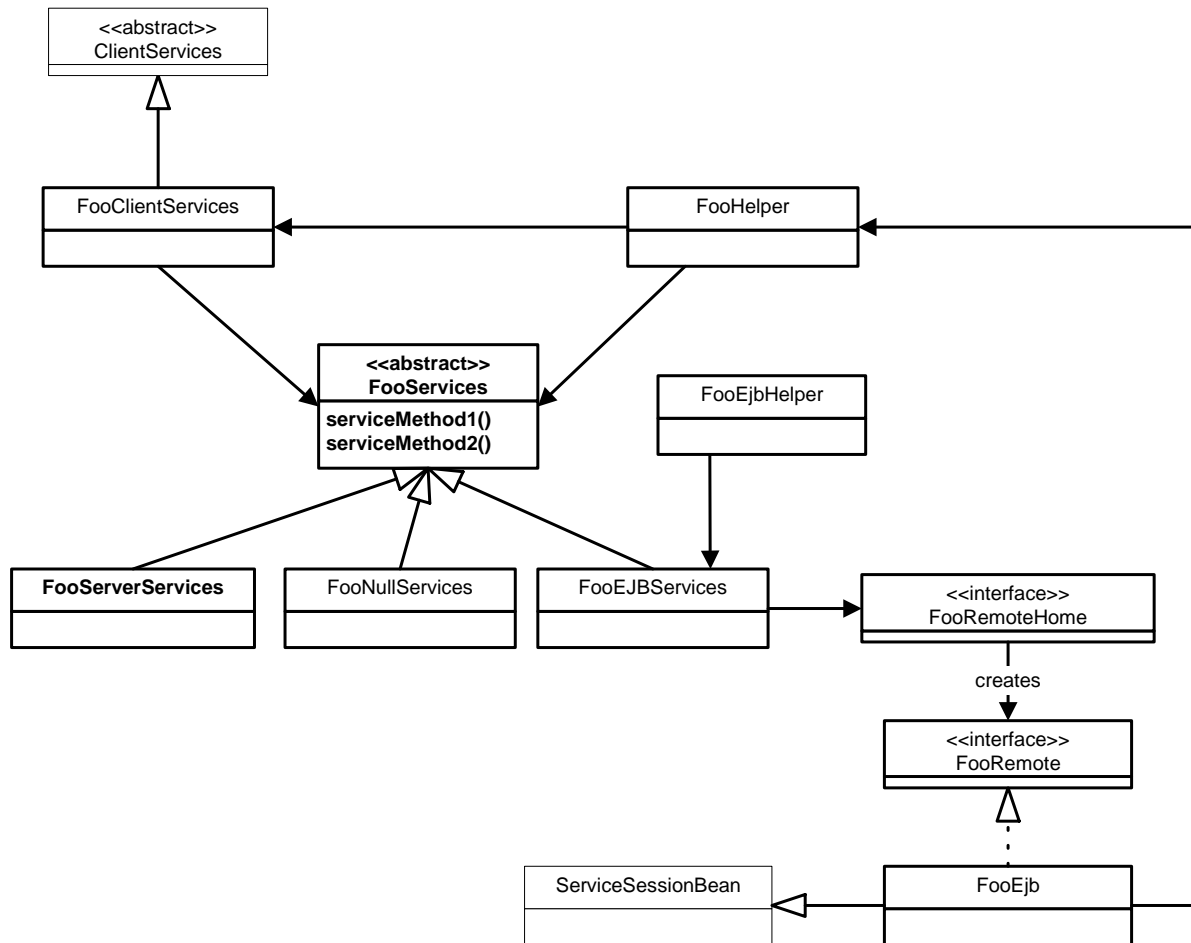 <<abstract>>
ClientServices
FooClientServices
FooHelper
<<abstract>>
FooServices
serviceMethod1()
serviceMethod2()
FooEjbHelper
FooServerServices
FooNullServices
FooEJBServices
<<interface>>
FooRemoteHome
creates
<<interface>>
FooRemote
ServiceSessionBean
FooEjb